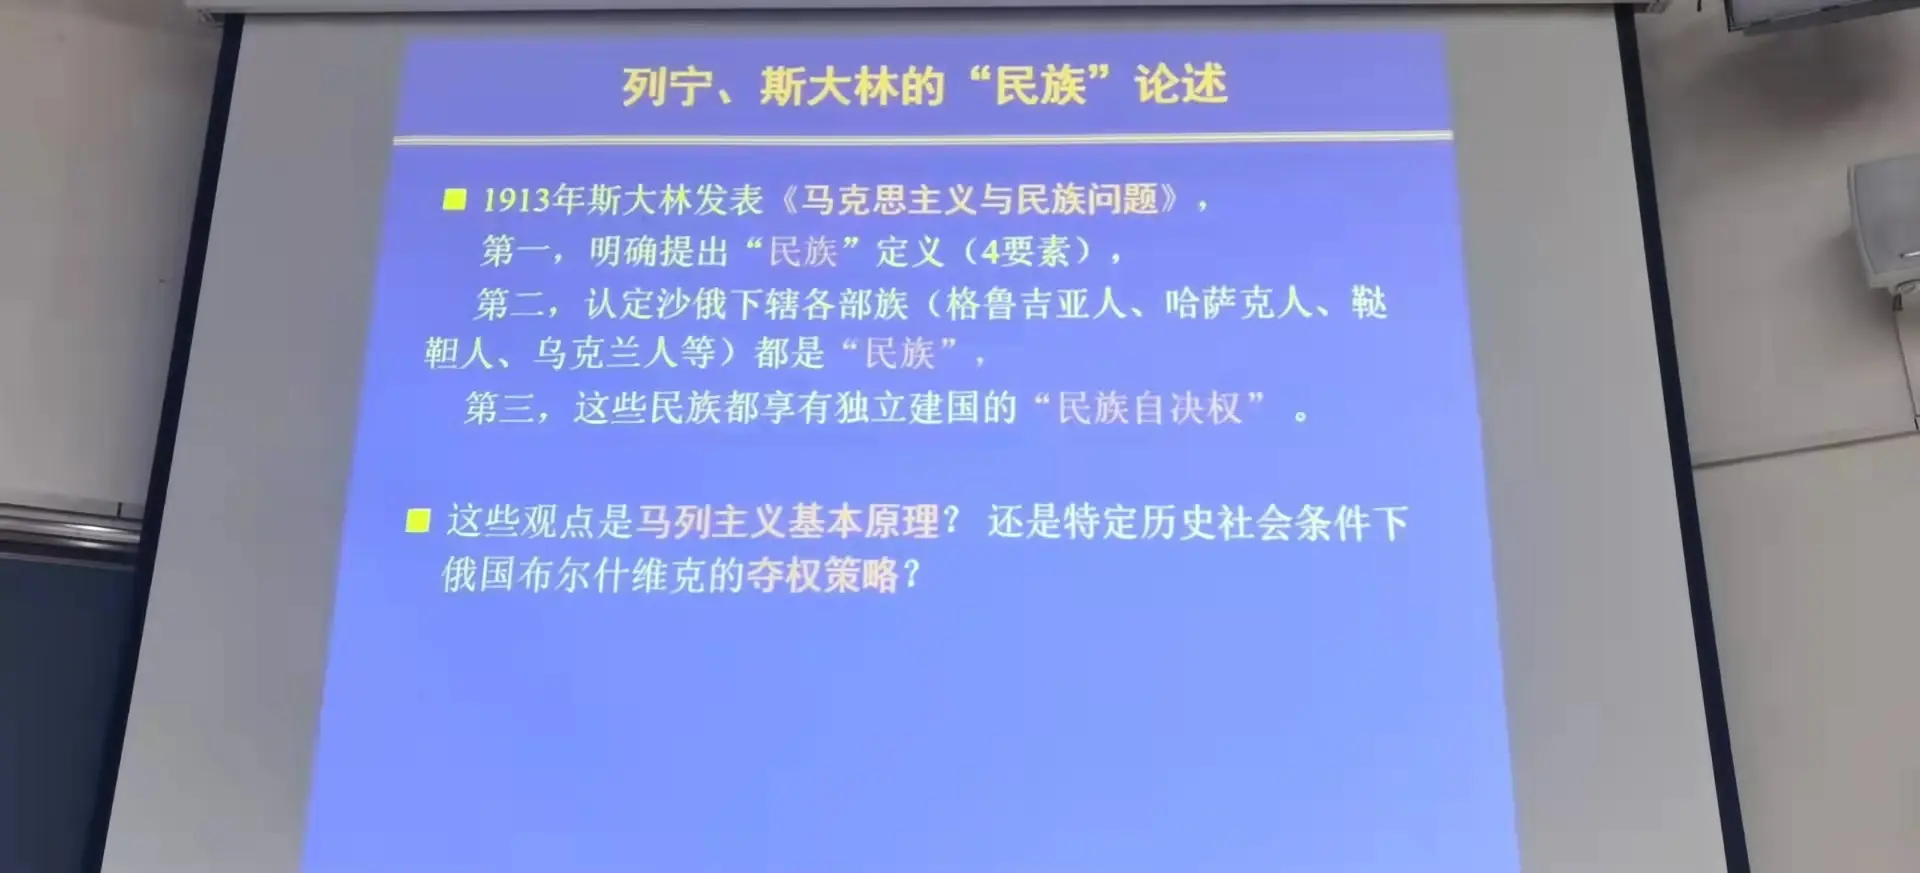 列宁、斯大林的“民族”论述
1913年斯大林发表《马克思主义与民族问题》，
第一，明确提出“民族”定义（4要素），
第二，认定沙俄下辖各部族（格鲁吉亚人、哈萨克人、鞑
靼人、乌克兰人等）都是“民族”，
第三，这些民族都享有独立建国的“民族自决权” 。
这些观点是马列主义基本原理？ 还是特定历史社会条件下
俄国布尔什维克的夺权策略？